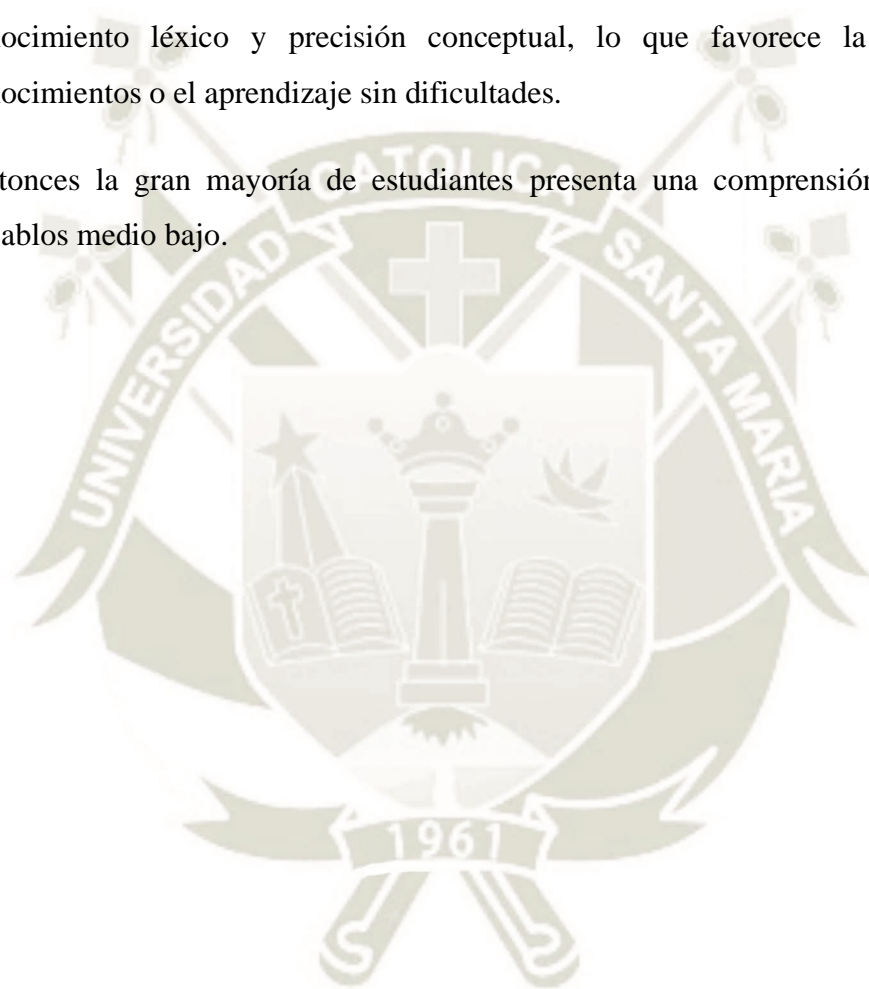 ocimiento léxico y precisión conceptual, lo que favorece la
ocimientos o el aprendizaje sin dificultades.
tonces la gran mayoría de estudiantes presenta una comprensión
ablos medio bajo.
UNIVERSIDAD CATOLICA SANTA MARIA
1961